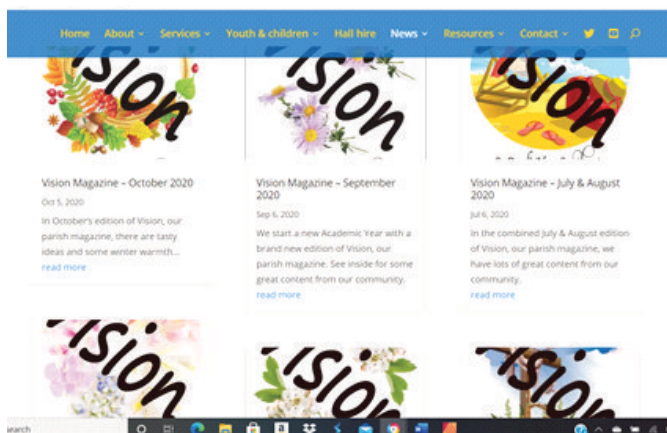 Home About Services Youth & children Hall hire News Resources Contact
Vision
Vision
Vision
Vision Magazine – October 2020
Oct 5, 2020
In October's edition of Vision, our
parish magazine, there are tasty
ideas and some winter warmth...
read more
Vision Magazine – September
2020
Sep 6, 2020
We start a new Academic Year with a
brand new edition of Vision, our
parish magazine. See inside for some
great content from our community.
read more
Vision Magazine – July & August
2020
Jul 6, 2020
In the combined July & August edition
of Vision, our parish magazine, we
have lots of great content from our
community.
read more
Vision
Vision
Vision
search